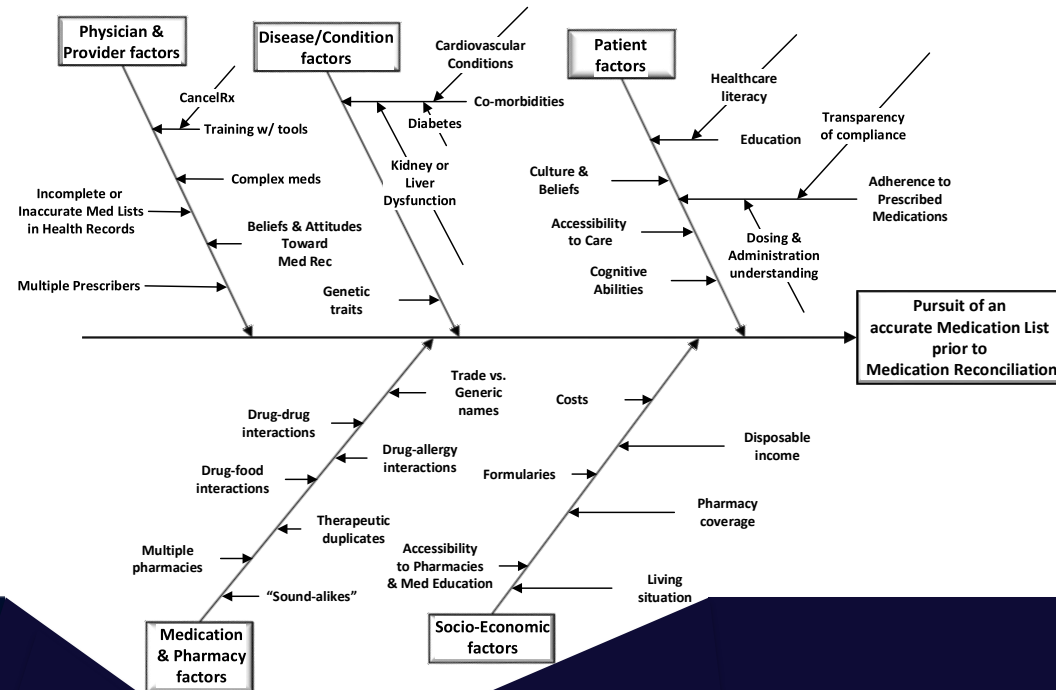 Physician &
Provider factors
Disease/Condition
factors
Patient
factors
Cardiovascular
Conditions
CancelRx
Training w/ tools
Co-morbidities
Diabetes
Healthcare
literacy
Education
Transparency
of compliance
Complex meds
Kidney or
Liver
Dysfunction
Culture &
Beliefs
Adherence to
Prescribed
Medications
Incomplete or
Inaccurate Med Lists
in Health Records
Beliefs & Attitudes
Toward
Med Rec
Accessibility
to Care
Dosing &
Administration
understanding
Multiple Prescribers
Genetic
traits
Cognitive
Abilities
Pursuit of an
accurate Medication List
prior to
Medication Reconciliation
Trade vs.
Generic
names
Costs
Drug-drug
interactions
Drug-allergy
interactions
Disposable
income
Drug-food
interactions
Formularies
Therapeutic
duplicates
Pharmacy
coverage
Multiple
pharmacies
Accessibility
to Pharmacies
& Med Education
“Sound-alikes”
Living
situation
Medication
& Pharmacy
factors
Socio-Economic
factors